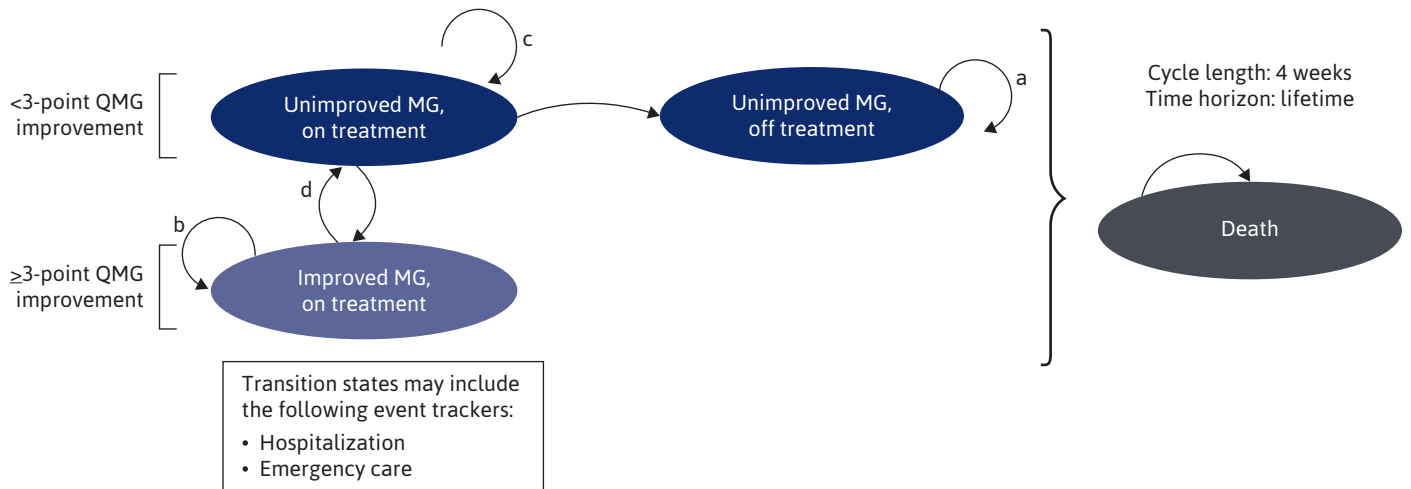 <3-point QMG
improvement
Unimproved MG,
on treatment
c
Unimproved MG,
off treatment
a
Cycle length: 4 weeks
Time horizon: lifetime
d
b
≥3-point QMG
improvement
Improved MG,
on treatment
Death
Transition states may include
the following event trackers:
• Hospitalization
• Emergency care